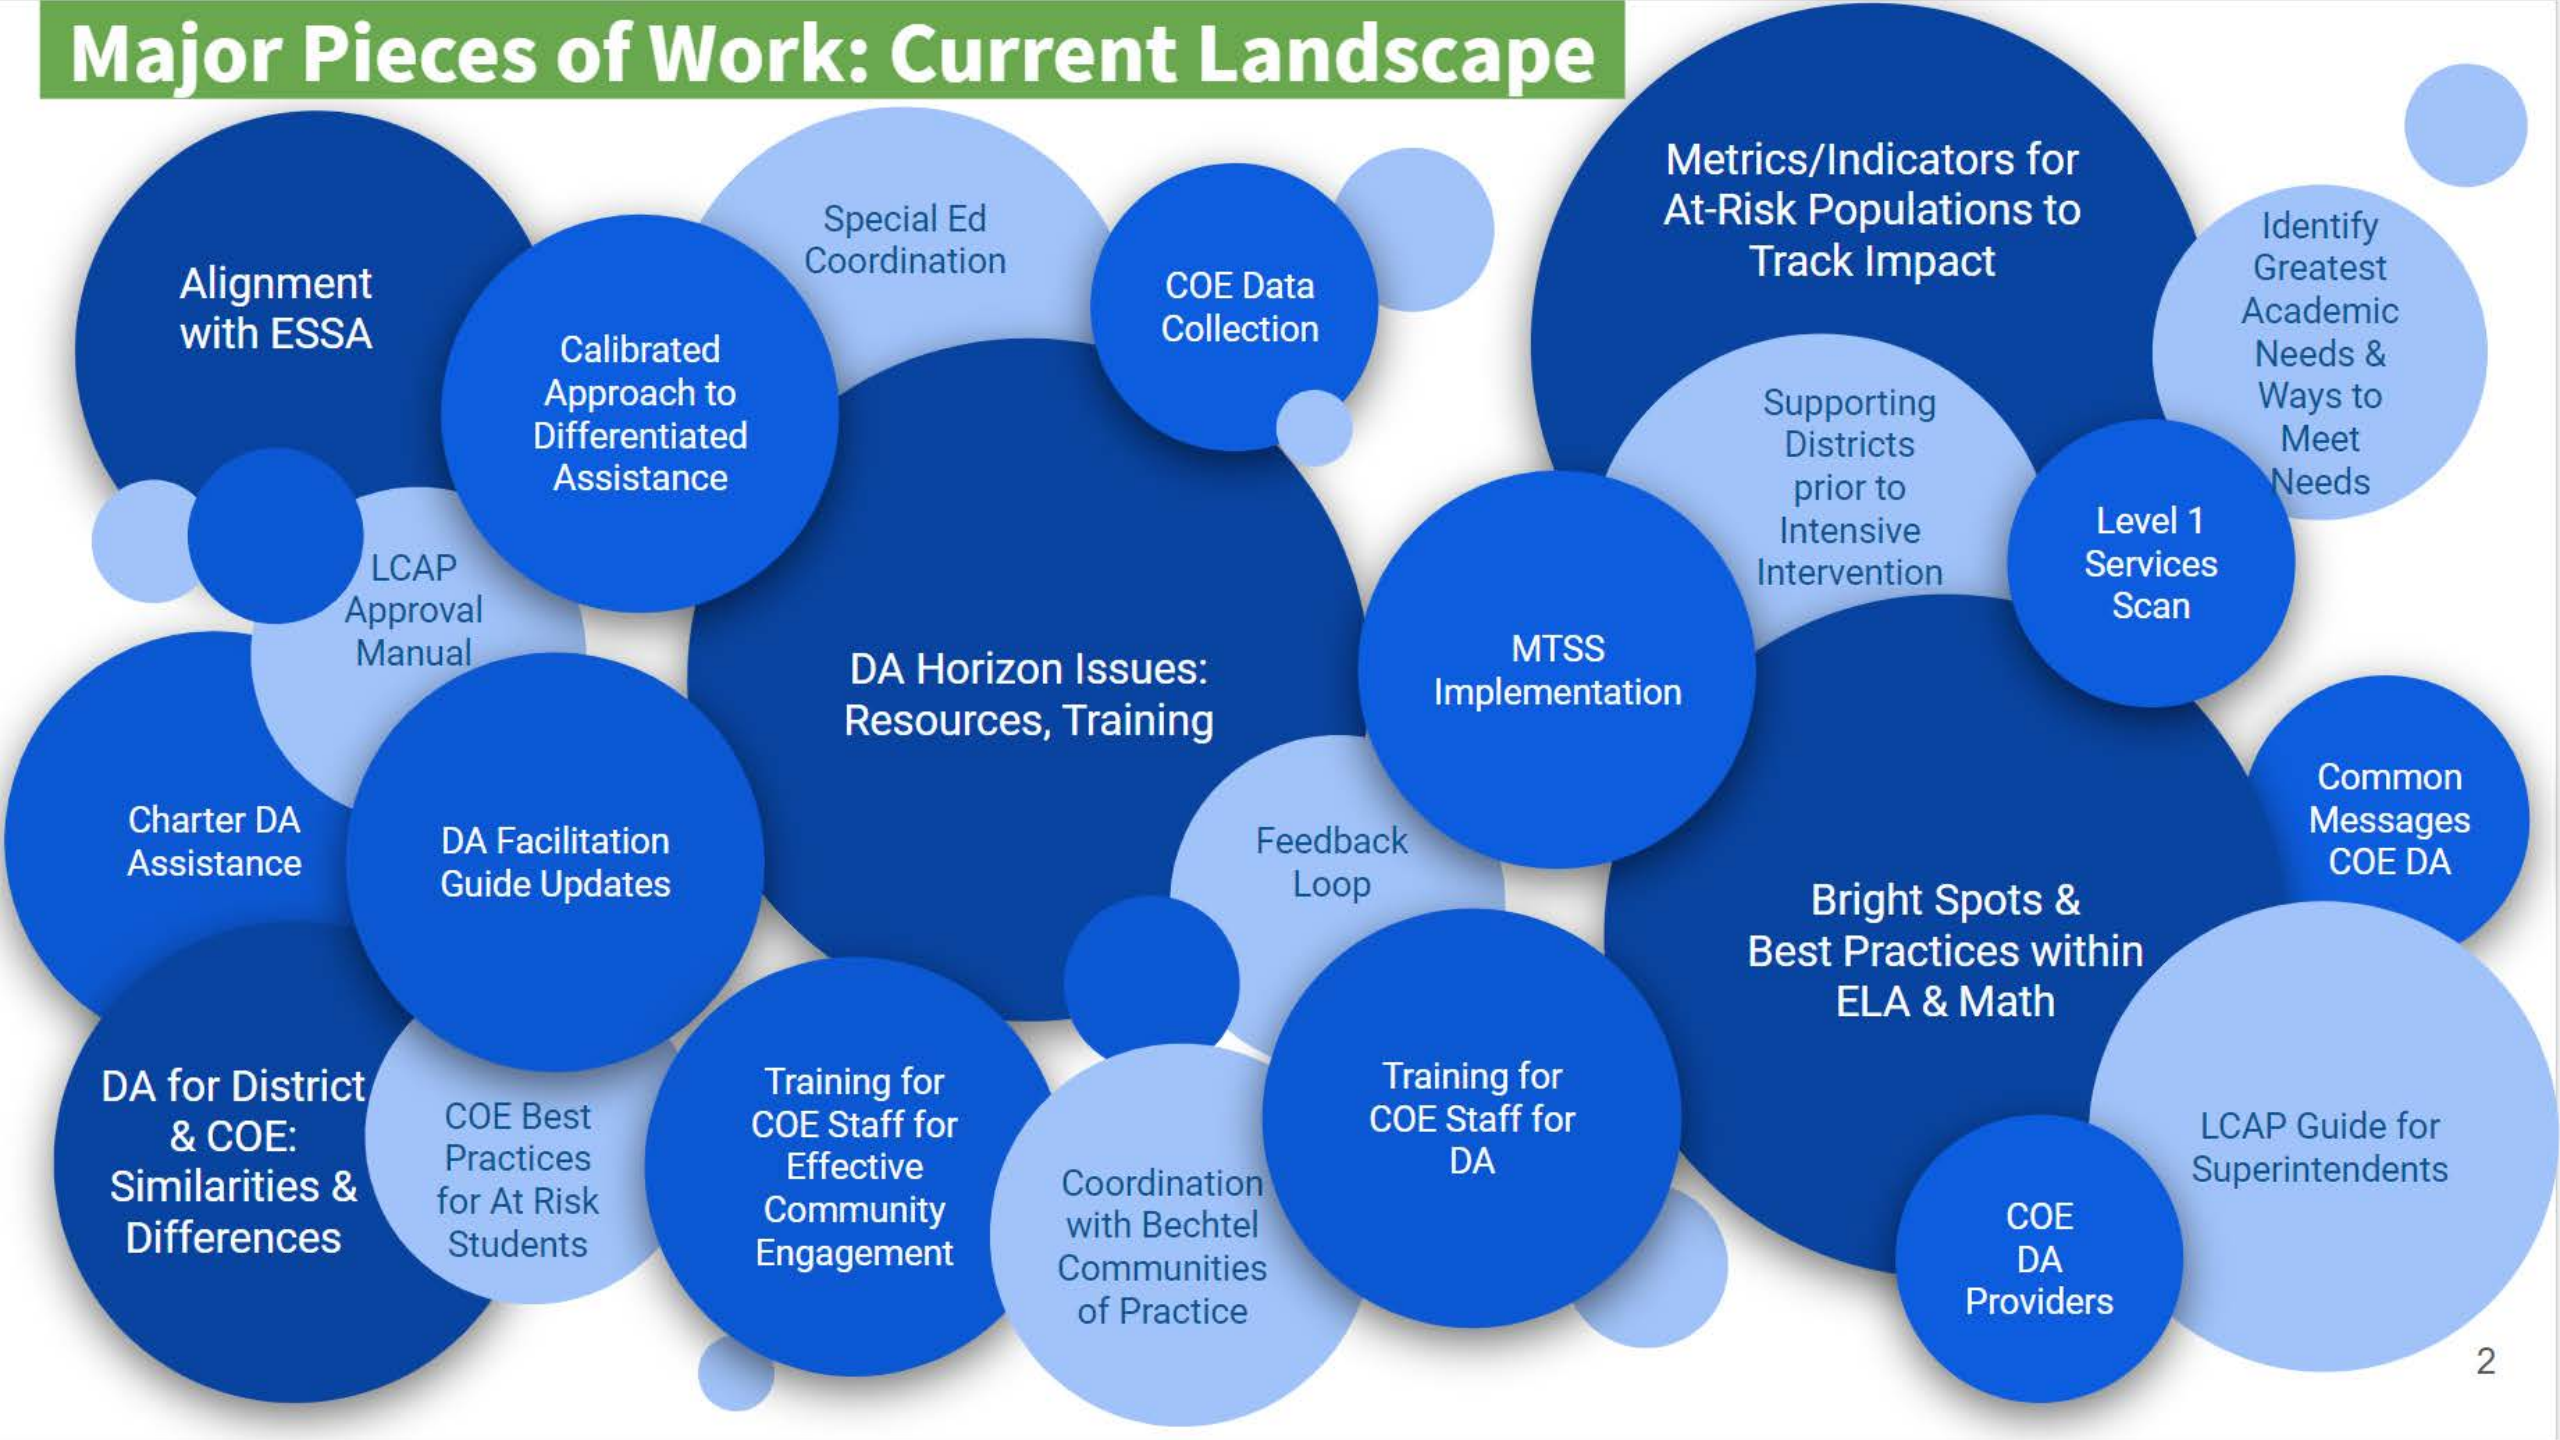 Major Pieces of Work: Current Landscape
Alignment
with ESSA
Calibrated
Approach to
Differentiated
Assistance
Special Ed
Coordination
COE Data
Collection
Metrics/Indicators for
At-Risk Populations to
Track Impact
Identify
Greatest
Academic
Needs &
Ways to
Meet
Needs
Supporting
Districts
prior to
Intensive
Intervention
Level 1
Services
Scan
LCAP
Approval
Manual
DA Horizon Issues:
Resources, Training
MTSS
Implementation
Charter DA
Assistance
DA Facilitation
Guide Updates
Feedback
Loop
Bright Spots &
Best Practices within
ELA & Math
Common
Messages
COE DA
DA for District
& COE:
Similarities &
Differences
COE Best
Practices
for At Risk
Students
Training for
COE Staff for
Effective
Community
Engagement
Coordination
with Bechtel
Communities
of Practice
Training for
COE Staff for
DA
COE
DA
Providers
LCAP Guide for
Superintendents
2